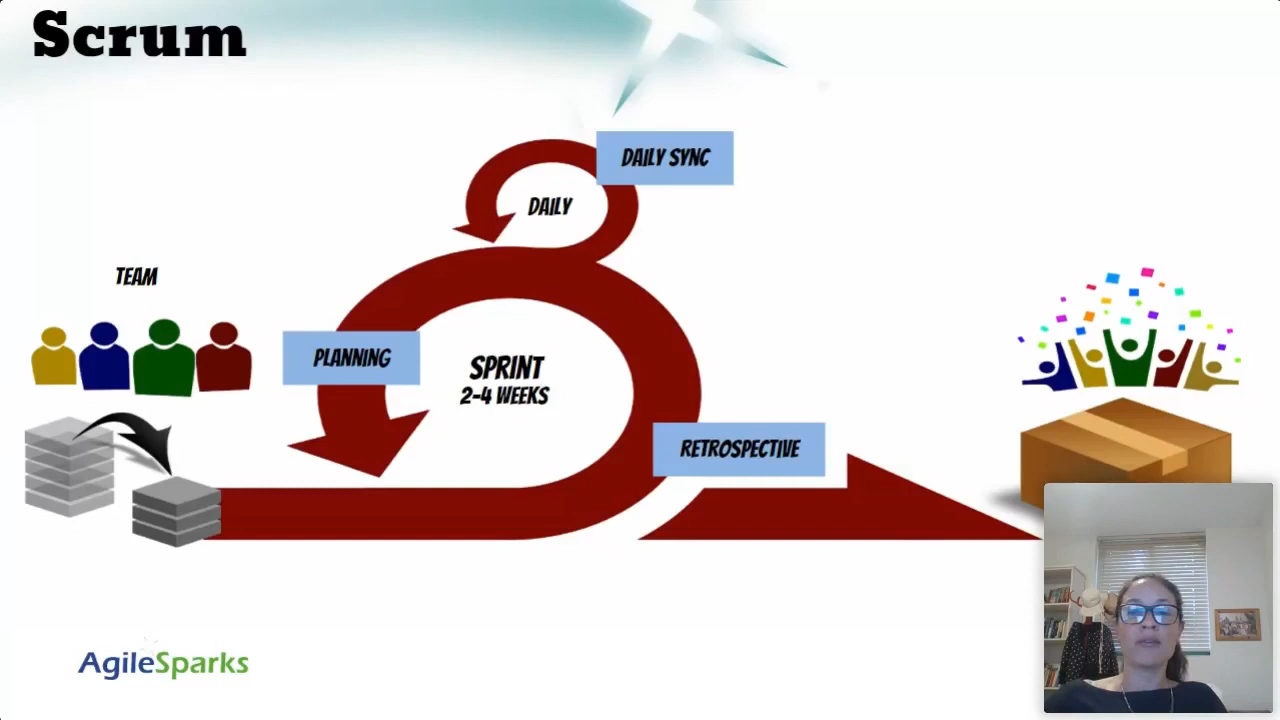 Scrum
DAILY SYNC
DAILY
TEAM
PLANNING
SPRINT
2-4 WEEKS
RETROSPECTIVE
AgileSparks